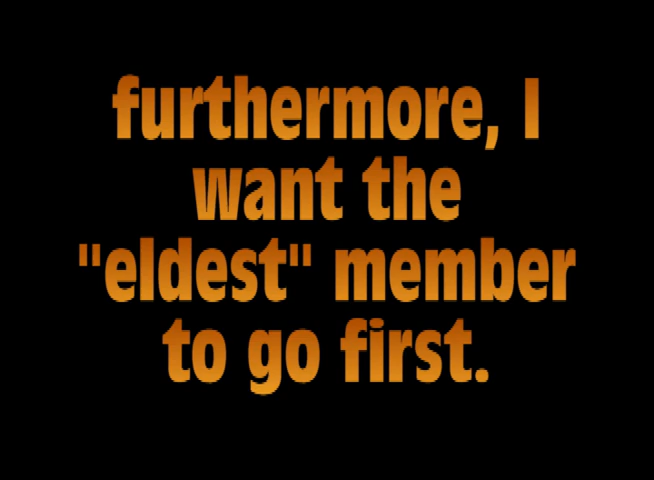 furthermore, I
want the
"eldest" member
to go first.